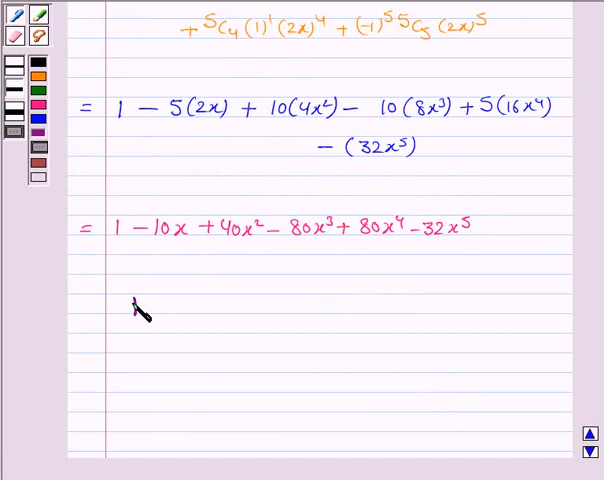 + ⁵C₄ (1)¹ (2x)⁴ + (-1)⁵ ⁵C₅ (2x)⁵
= 1 - 5(2x) + 10(4x²) - 10(8x³) + 5(16x⁴)
- (32x⁵)
= 1 - 10x + 40x² - 80x³ + 80x⁴ - 32x⁵